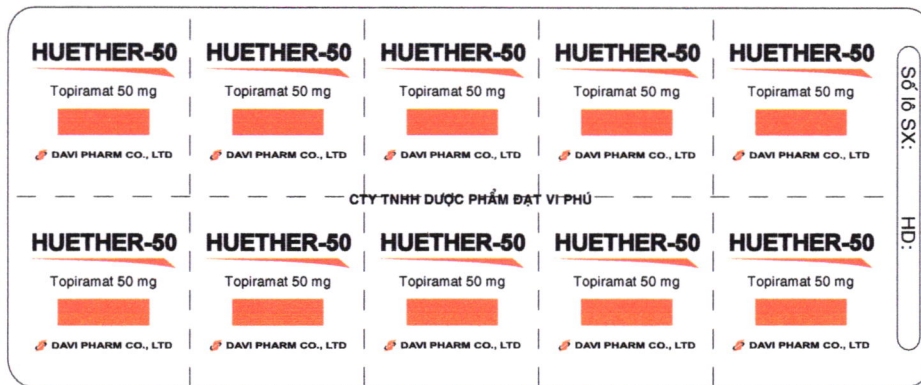 HUETHER-50 HUETHER-50 HUETHER-50 HUETHER-50 HUETHER-50
Topiramat 50 mg Topiramat 50 mg Topiramat 50 mg Topiramat 50 mg Topiramat 50 mg
DAVI PHARM CO., LTD DAVI PHARM CO., LTD DAVI PHARM CO., LTD DAVI PHARM CO., LTD DAVI PHARM CO., LTD
CTY TNHH DƯỢC PHẨM ĐẠT VI PHÚ
HUETHER-50 HUETHER-50 HUETHER-50 HUETHER-50 HUETHER-50
Topiramat 50 mg Topiramat 50 mg Topiramat 50 mg Topiramat 50 mg Topiramat 50 mg
DAVI PHARM CO., LTD DAVI PHARM CO., LTD DAVI PHARM CO., LTD DAVI PHARM CO., LTD DAVI PHARM CO., LTD
Số lô SX: HD: